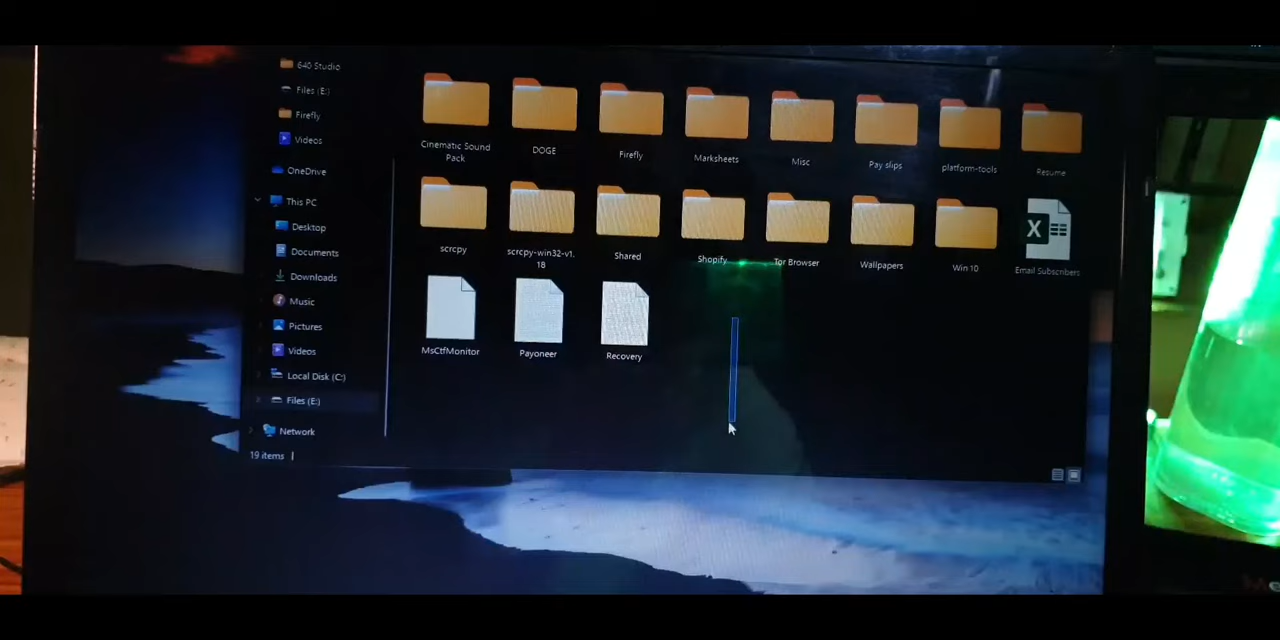 640 Studio
Files (E:)
Firefly
Videos
OneDrive
This PC
Desktop
Documents
Downloads
Music
Pictures
Videos
Local Disk (C:)
Files (E:)
Network
19 items
Cinematic Sound
Pack
DOGE
Firefly
Marksheets
Misc
Pay slips
platform-tools
Resume
scrcpy
scrcpy-win32-v1.
18
Shared
Shopify
Tor Browser
Wallpapers
Win 10
Email Subscribers
MsCtfMonitor
Payoneer
Recovery